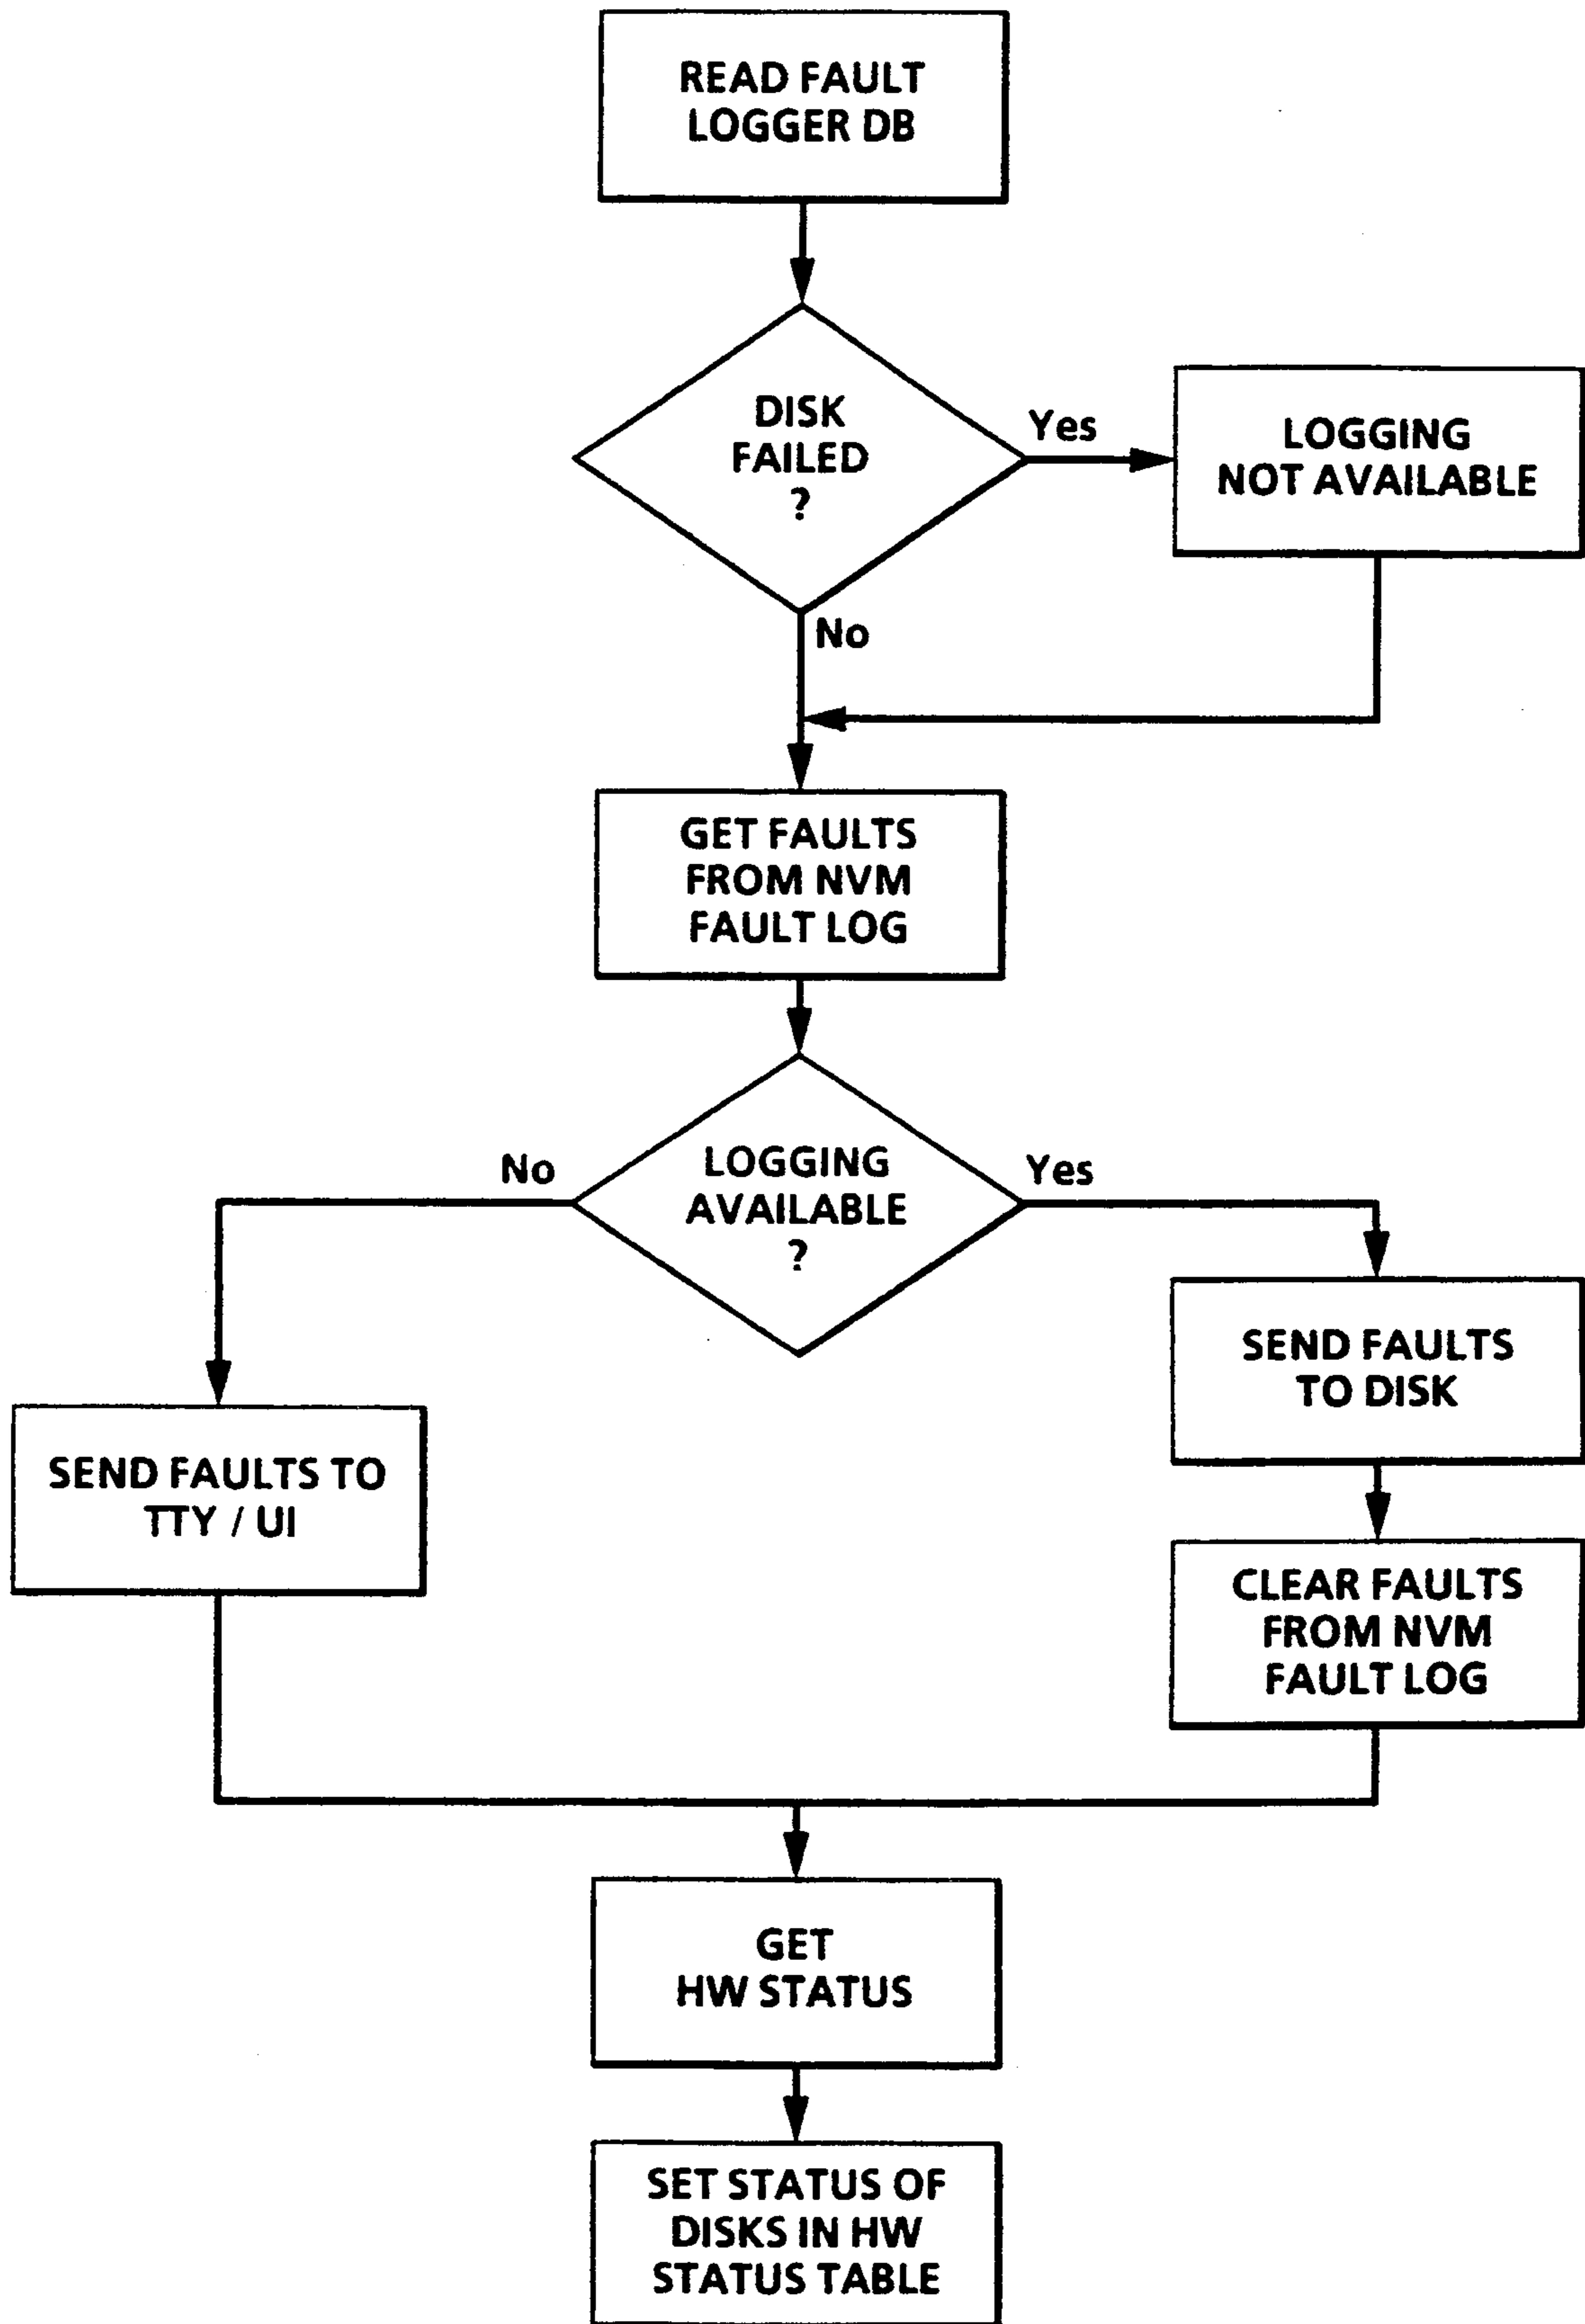 READ FAULT
LOGGER DB
DISK
FAILED
?
Yes
LOGGING
NOT AVAILABLE
No
GET FAULTS
FROM NVM
FAULT LOG
LOGGING
AVAILABLE
?
No
Yes
SEND FAULTS
TO DISK
SEND FAULTS TO
TTY / UI
CLEAR FAULTS
FROM NVM
FAULT LOG
GET
HW STATUS
SET STATUS OF
DISKS IN HW
STATUS TABLE